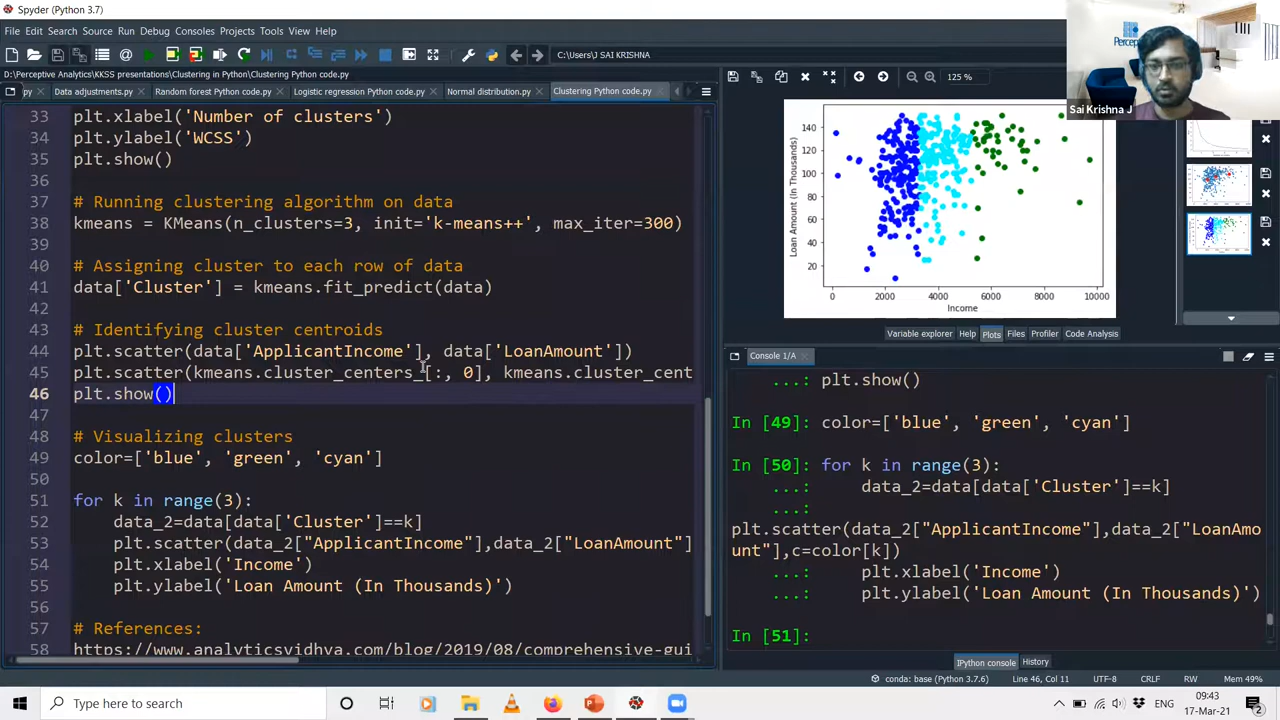 Spyder (Python 3.7)
File Edit Search Source Run Debug Consoles Projects Tools View Help
C:\Users\J SAI KRISHNA
D:\Perceptive Analytics\KKSS presentations\Clustering in Python\Clustering Python code.py
py Data adjustments.py Random forest Python code.py Logistic regression Python code.py Normal distribution.py Clustering Python code.py
33 plt.xlabel('Number of clusters')
34 plt.ylabel('WCSS')
35 plt.show()
36
37 # Running clustering algorithm on data
38 kmeans = KMeans(n_clusters=3, init='k-means++', max_iter=300)
39
40 # Assigning cluster to each row of data
41 data['Cluster'] = kmeans.fit_predict(data)
42
43 # Identifying cluster centroids
44 plt.scatter(data['ApplicantIncome'], data['LoanAmount'])
45 plt.scatter(kmeans.cluster_centers_[:, 0], kmeans.cluster_cent
46 plt.show()
47
48 # Visualizing clusters
49 color=['blue', 'green', 'cyan']
50
51 for k in range(3):
52 data_2=data[data['Cluster']==k]
53 plt.scatter(data_2["ApplicantIncome"],data_2["LoanAmount"]
54 plt.xlabel('Income')
55 plt.ylabel('Loan Amount (In Thousands)')
56
57 # References:
58 https://www.analyticsvidhya.com/blog/2019/08/comprehensive-gui
125 %
Sai Krishna J
Loan Amount (In Thousands)
140
120
100
80
60
40
20
0 2000 4000 6000 8000 10000
Income
Variable explorer Help Plots Files Profiler Code Analysis
Console 1/A
...: plt.show()
In [49]: color=['blue', 'green', 'cyan']
In [50]: for k in range(3):
...: data_2=data[data['Cluster']==k]
...:
plt.scatter(data_2["ApplicantIncome"],data_2["LoanAmo
unt"],c=color[k])
...: plt.xlabel('Income')
...: plt.ylabel('Loan Amount (In Thousands)')
In [51]:
IPython console History
conda: base (Python 3.7.6) Line 46, Col 11 UTF-8 CRLF RW Mem 49%
Type here to search
ENG
09:43
17-Mar-21
2